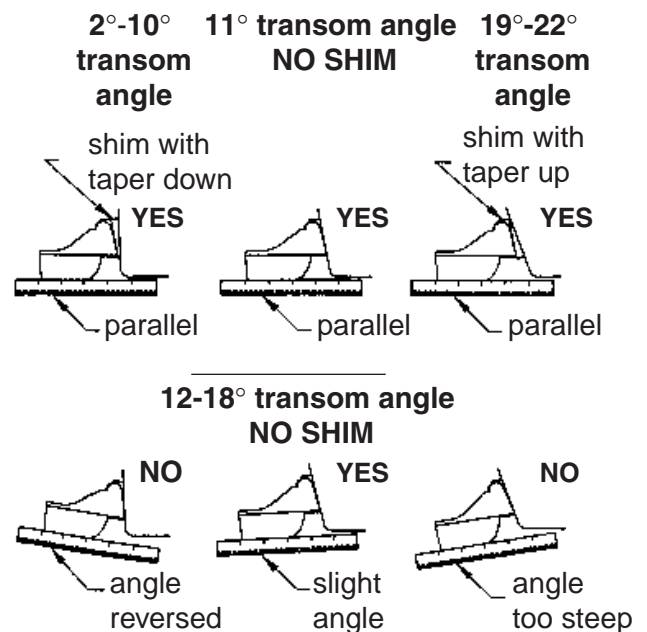 2°-10°
transom
angle
11° transom angle
NO SHIM
19°-22°
transom
angle
shim with
taper down
shim with
taper up
YES
YES
YES
parallel
parallel
parallel
12-18° transom angle
NO SHIM
NO
YES
NO
angle
reversed
slight
angle
angle
too steep